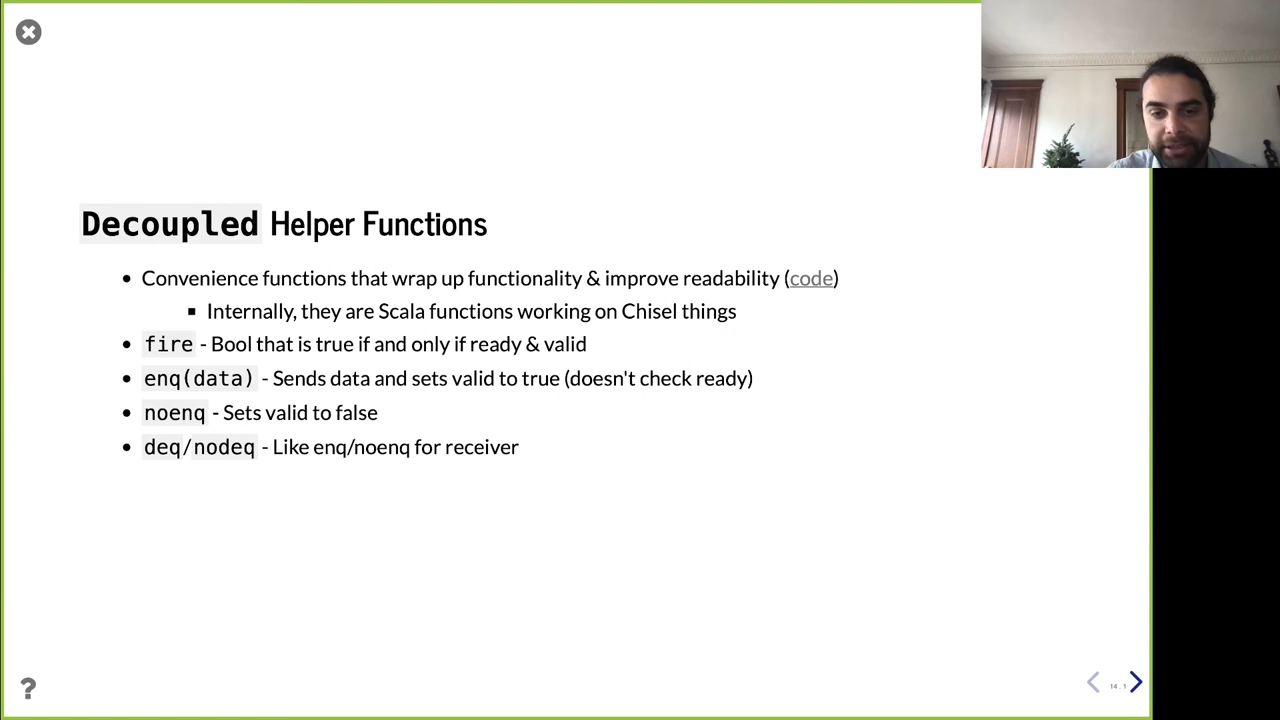 Decoupled Helper Functions
• Convenience functions that wrap up functionality & improve readability (code)
▪ Internally, they are Scala functions working on Chisel things
• fire - Bool that is true if and only if ready & valid
• enq(data) - Sends data and sets valid to true (doesn't check ready)
• noenq - Sets valid to false
• deq/nodeq - Like enq/noenq for receiver
?
14 . 1